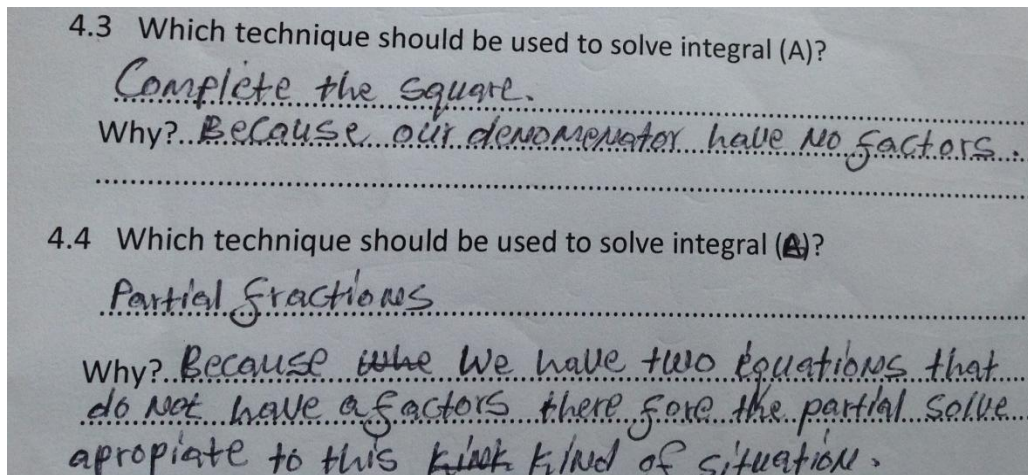 4.3 Which technique should be used to solve integral (A)?
Complete the square.
Why? Because our denomenator have no factors.
4.4 Which technique should be used to solve integral (A)?
Partial fractions
Why? Because We have two equations that
do not have a factors there fore the partial solve
apropiate to this kind of situation.